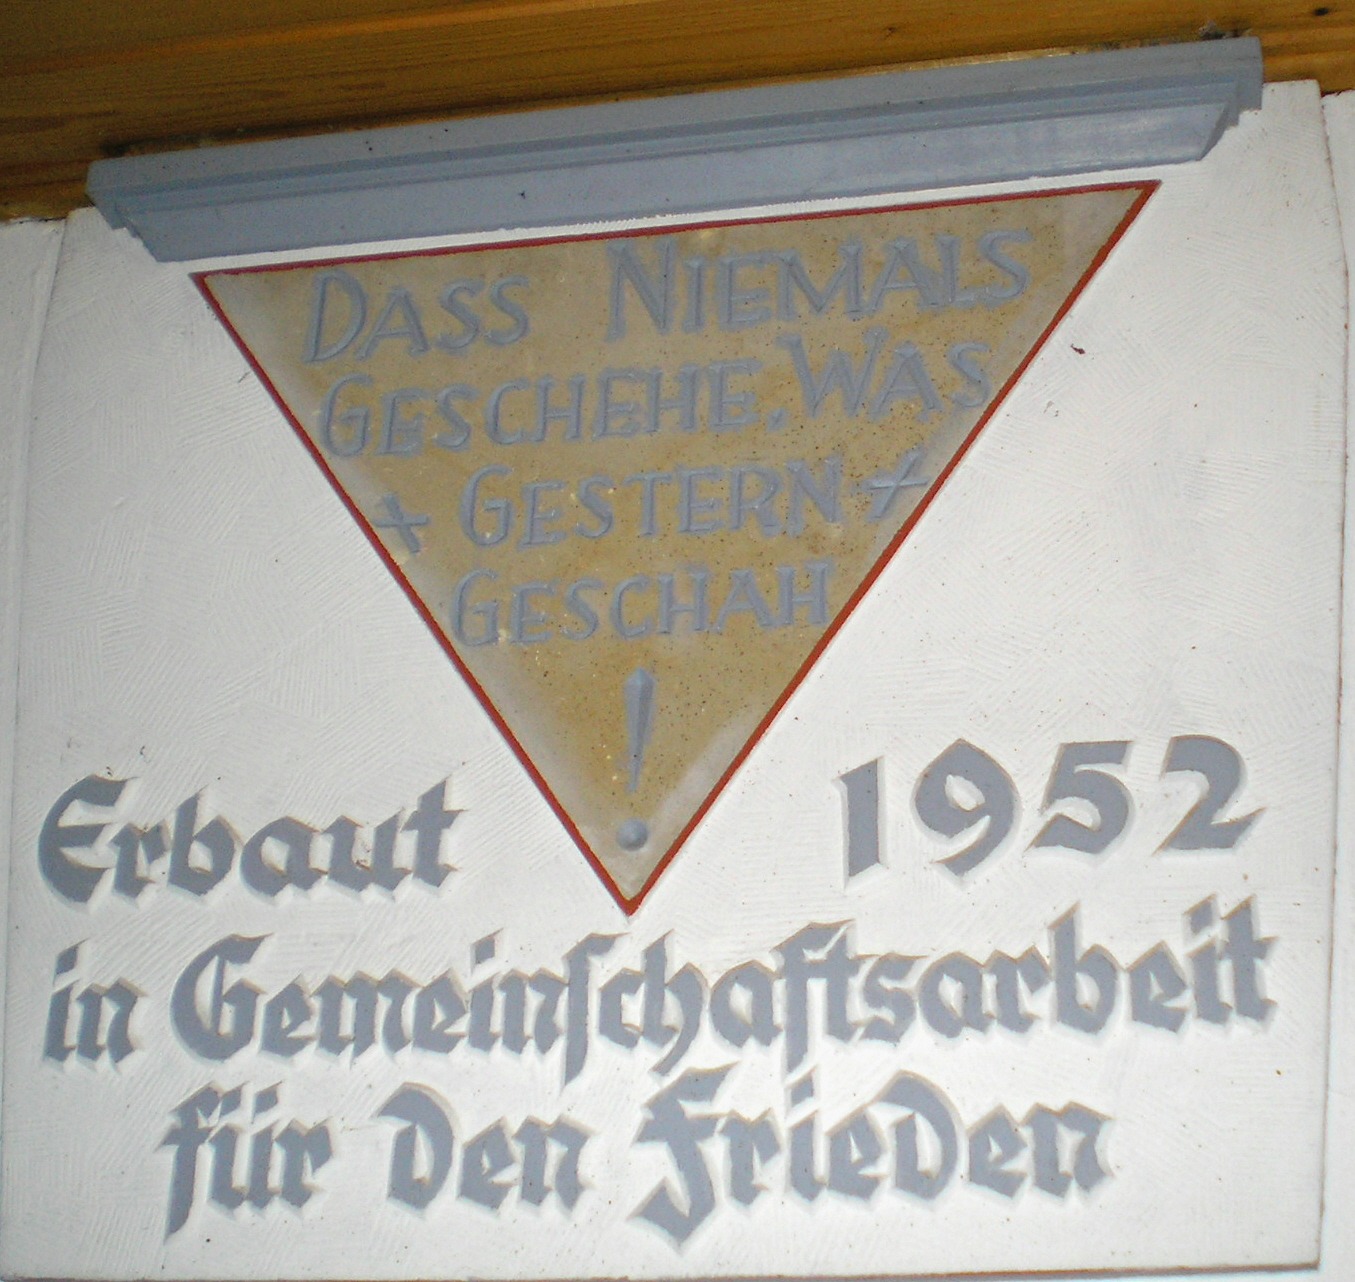 DASS NIEMALS
GESCHEHE, WAS
+ GESTERN +
GESCHAH
!
Erbaut 1952
in Gemeinschaftsarbeit
für den Frieden